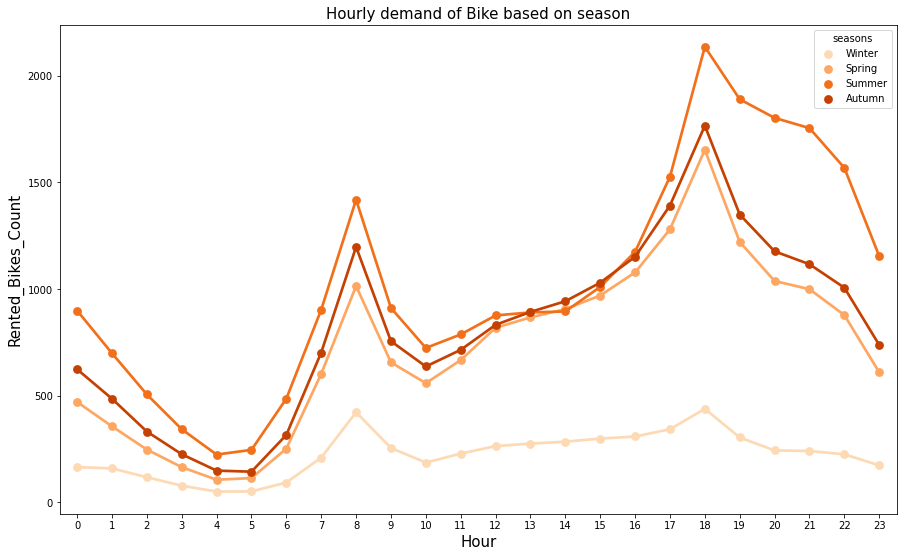 Hourly demand of Bike based on season
seasons
Winter
Spring
Summer
Autumn
Rented_Bikes_Count
2000
1500
1000
500
0
0 1 2 3 4 5 6 7 8 9 10 11 12 13 14 15 16 17 18 19 20 21 22 23
Hour